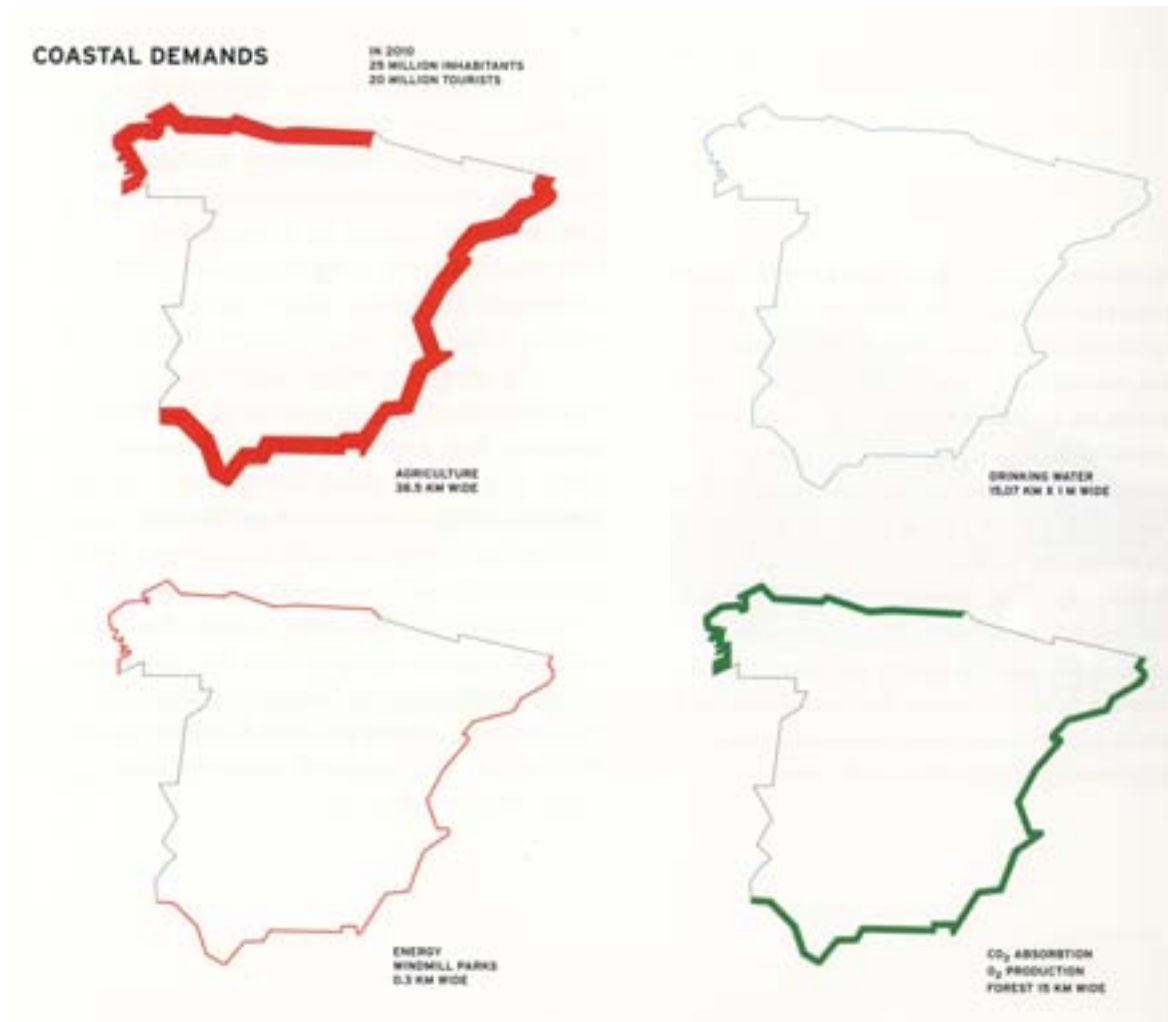 COASTAL DEMANDS
IN 2010
25 MILLION INHABITANTS
20 MILLION TOURISTS
AGRICULTURE
38.5 KM WIDE
DRINKING WATER
15,07 KM X 1 M WIDE
ENERGY
WINDMILL PARKS
0.3 KM WIDE
CO₂ ABSORBTION
O₂ PRODUCTION
FOREST 15 KM WIDE